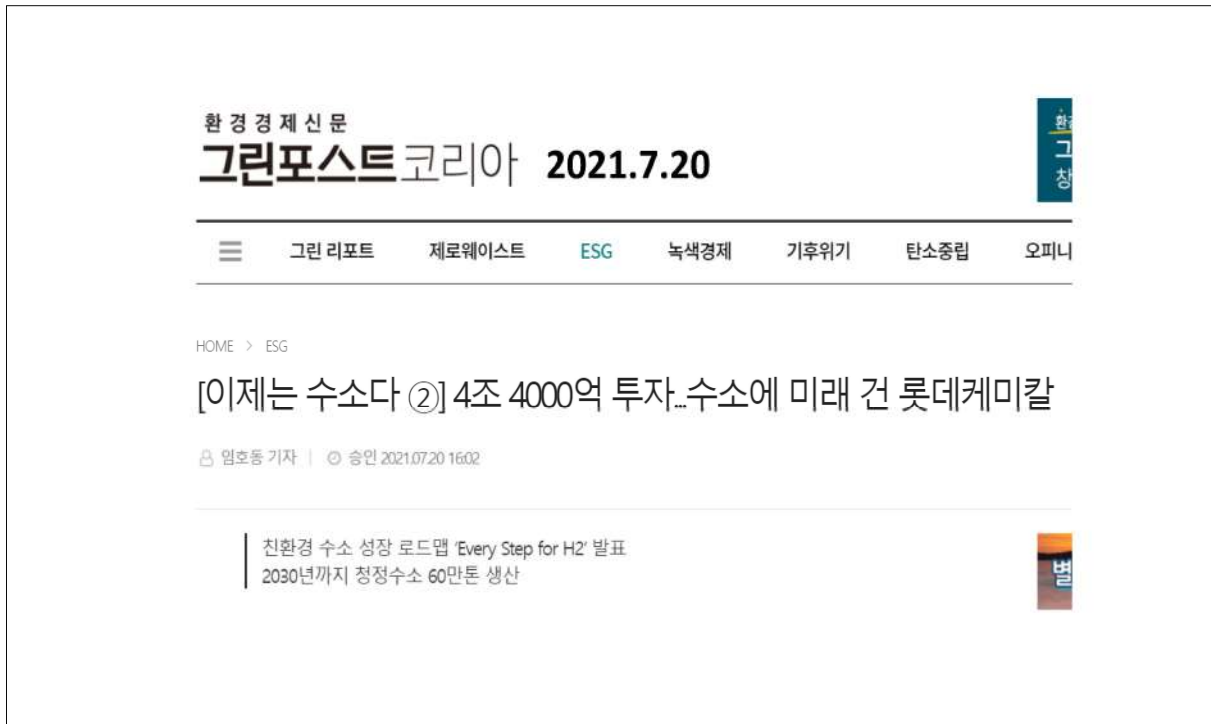 환경경제신문
그린포스트코리아 2021.7.20
그린 리포트 제로웨이스트 ESG 녹색경제 기후위기 탄소중립 오피니
HOME > ESG
[이제는 수소다 ②] 4조 4000억 투자...수소에 미래 건 롯데케미칼
임호동 기자 | 승인 2021.07.20 16:02
친환경 수소 성장 로드맵 ‘Every Step for H2’ 발표
2030년까지 청정수소 60만톤 생산
그
창
별